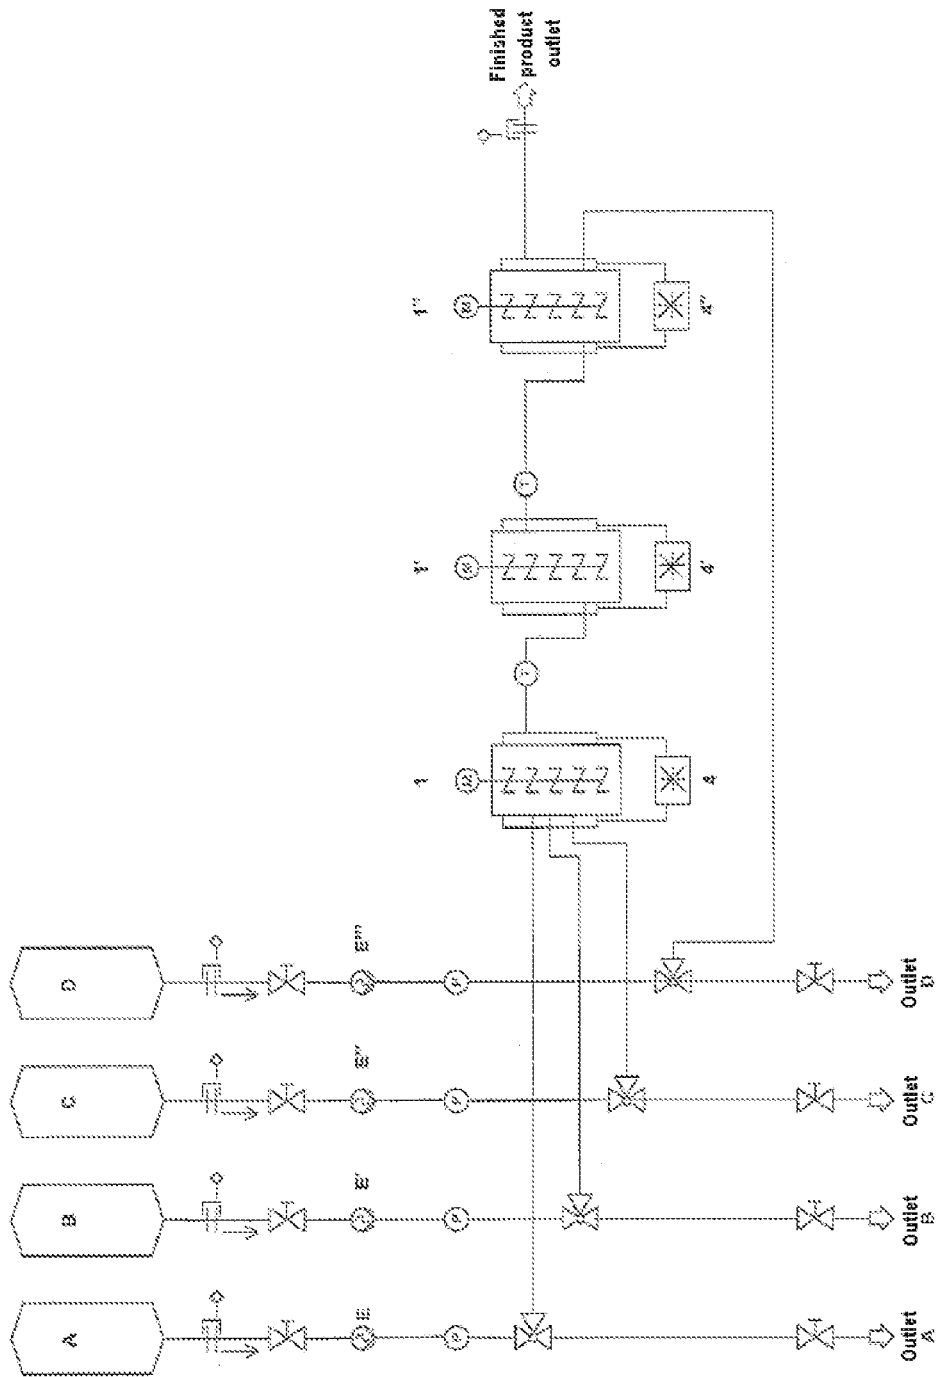 Finished
product
outlet
1
1'
1"
M
M
M
T
T
4
4'
4"
A
B
C
D
E
E'
E"
E'''
P
P
P
P
Outlet
A
Outlet
B
Outlet
C
Outlet
D